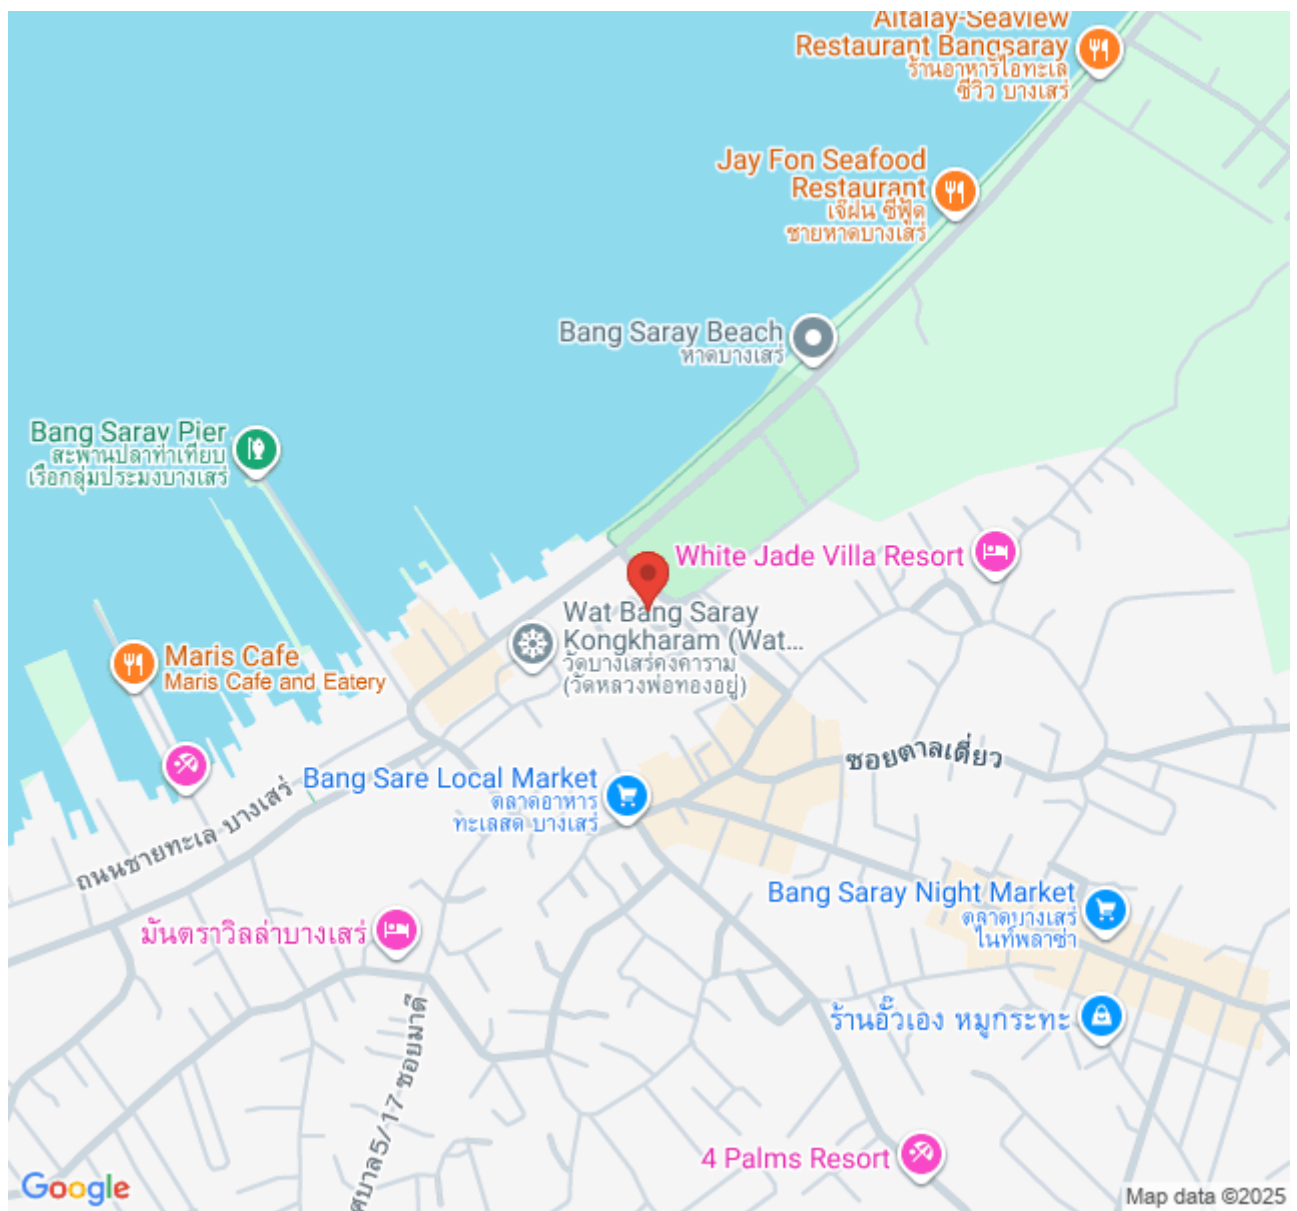 Aitalay-Seaview
Restaurant Bangsaray
ร้านอาหารไอทะเล
ซีวิว บางเสร่
Jay Fon Seafood
Restaurant
เจ๊ฝน ซีฟู้ด
ชายหาดบางเสร่
Bang Saray Beach
หาดบางเสร่
Bang Saray Pier
สะพานปลาท่าเทียบ
เรือกลุ่มประมงบางเสร่
White Jade Villa Resort
Wat Bang Saray
Kongkharam (Wat...
วัดบางเสร่คงคาราม
(วัดหลวงพ่อทองอยู่)
Maris Cafe
Maris Cafe and Eatery
ซอยตาลเดี่ยว
Bang Sare Local Market
ตลาดอาหาร
ทะเลสด บางเสร่
ถนนชายทะเล บางเสร่
Bang Saray Night Market
ตลาดบางเสร่
ไนท์พลาซ่า
มันตราวิลล่าบางเสร่
ร้านอั๊วเอง หมูกระทะ
ศบาล5/17 ซอยมาดี
4 Palms Resort
Google
Map data ©2025